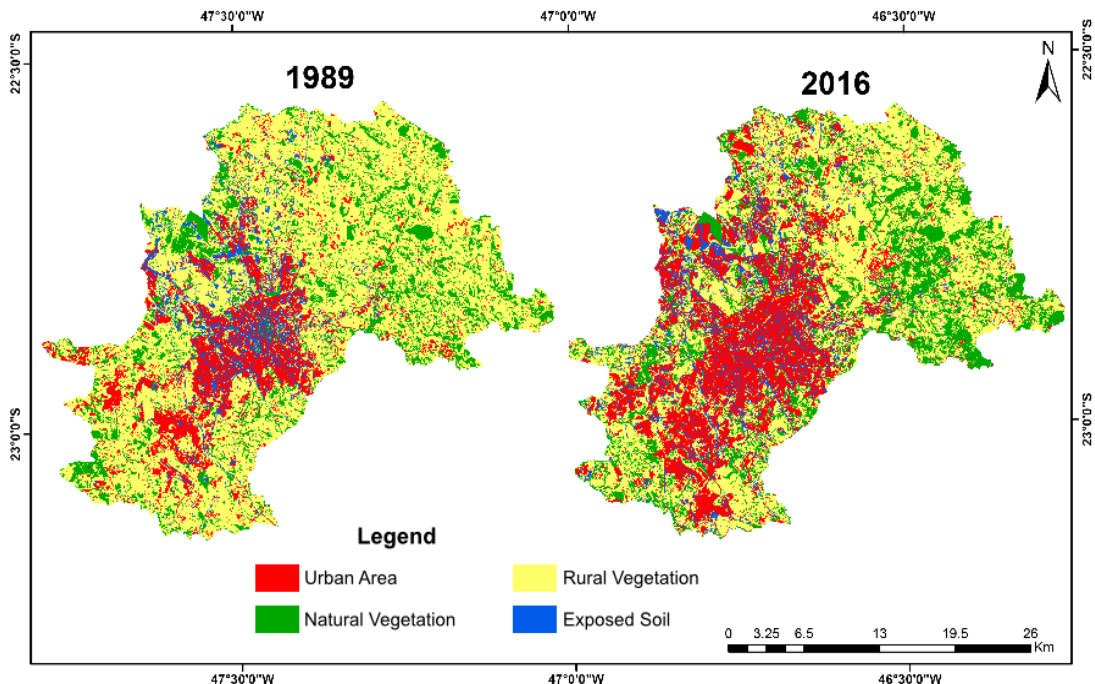 47°30'0"W 47°0'0"W 46°30'0"W
22°30'0"S 22°30'0"S
N
1989 2016
23°0'0"S 23°0'0"S
Legend
Urban Area Rural Vegetation
Natural Vegetation Exposed Soil
0 3.25 6.5 13 19.5 26
Km
47°30'0"W 47°0'0"W 46°30'0"W